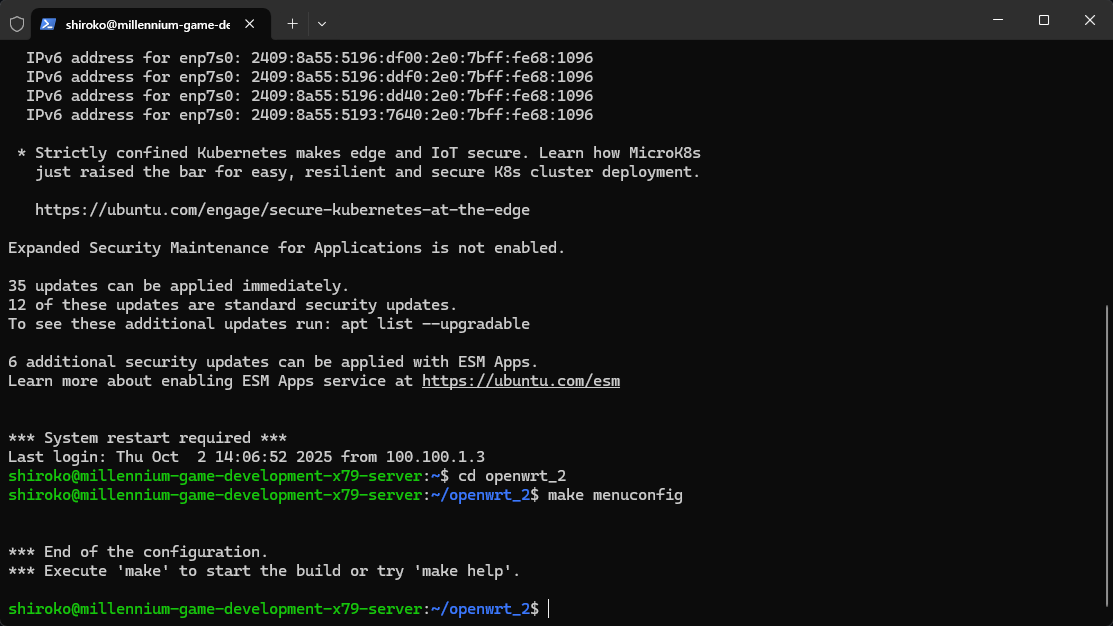 shiroko@millennium-game-de
IPv6 address for enp7s0: 2409:8a55:5196:df00:2e0:7bff:fe68:1096
IPv6 address for enp7s0: 2409:8a55:5196:ddf0:2e0:7bff:fe68:1096
IPv6 address for enp7s0: 2409:8a55:5196:dd40:2e0:7bff:fe68:1096
IPv6 address for enp7s0: 2409:8a55:5193:7640:2e0:7bff:fe68:1096
* Strictly confined Kubernetes makes edge and IoT secure. Learn how MicroK8s
just raised the bar for easy, resilient and secure K8s cluster deployment.
https://ubuntu.com/engage/secure-kubernetes-at-the-edge
Expanded Security Maintenance for Applications is not enabled.
35 updates can be applied immediately.
12 of these updates are standard security updates.
To see these additional updates run: apt list --upgradable
6 additional security updates can be applied with ESM Apps.
Learn more about enabling ESM Apps service at https://ubuntu.com/esm
*** System restart required ***
Last login: Thu Oct  2 14:06:52 2025 from 100.100.1.3
shiroko@millennium-game-development-x79-server:~$ cd openwrt_2
shiroko@millennium-game-development-x79-server:~/openwrt_2$ make menuconfig
*** End of the configuration.
*** Execute 'make' to start the build or try 'make help'.
shiroko@millennium-game-development-x79-server:~/openwrt_2$